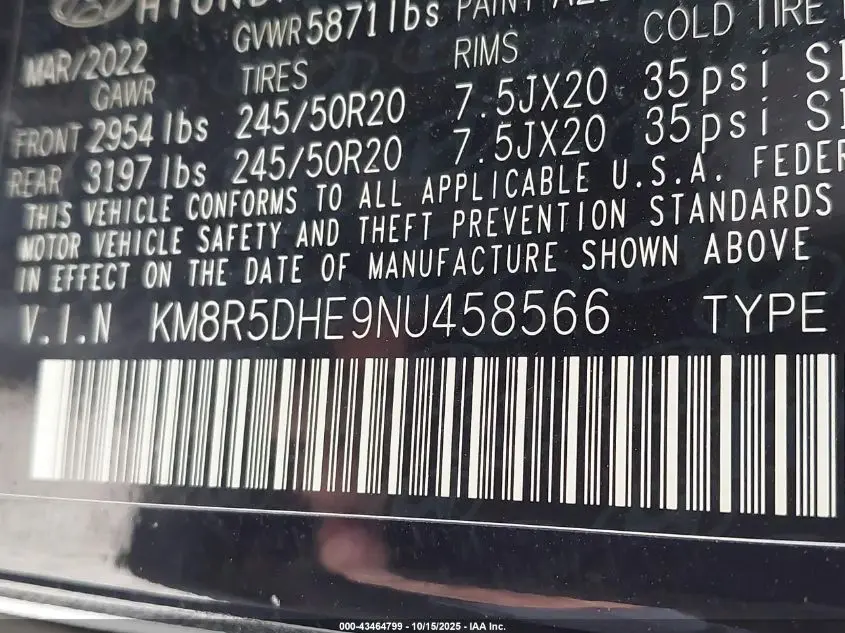 HYUNDAI
GVWR 5871 lbs PAINT
MAR/2022
GAWR TIRES RIMS COLD TIRE
FRONT 2954 lbs 245/50R20 7.5JX20 35psi
REAR 3197 lbs 245/50R20 7.5JX20 35psi
THIS VEHICLE CONFORMS TO ALL APPLICABLE U.S.A. FEDER
MOTOR VEHICLE SAFETY AND THEFT PREVENTION STANDARDS
IN EFFECT ON THE DATE OF MANUFACTURE SHOWN ABOVE
V.I.N KM8R5DHE9NU458566 TYPE
000-43464799 - 10/15/2025 - IAA Inc.